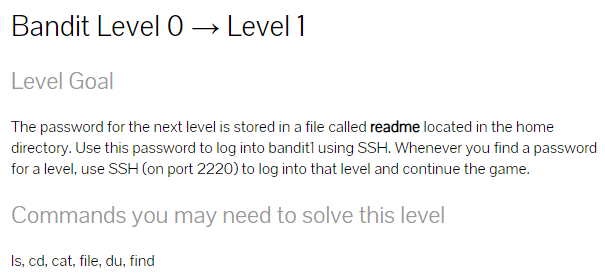 Bandit Level 0 → Level 1
Level Goal
The password for the next level is stored in a file called readme located in the home
directory. Use this password to log into bandit1 using SSH. Whenever you find a password
for a level, use SSH (on port 2220) to log into that level and continue the game.
Commands you may need to solve this level
ls, cd, cat, file, du, find